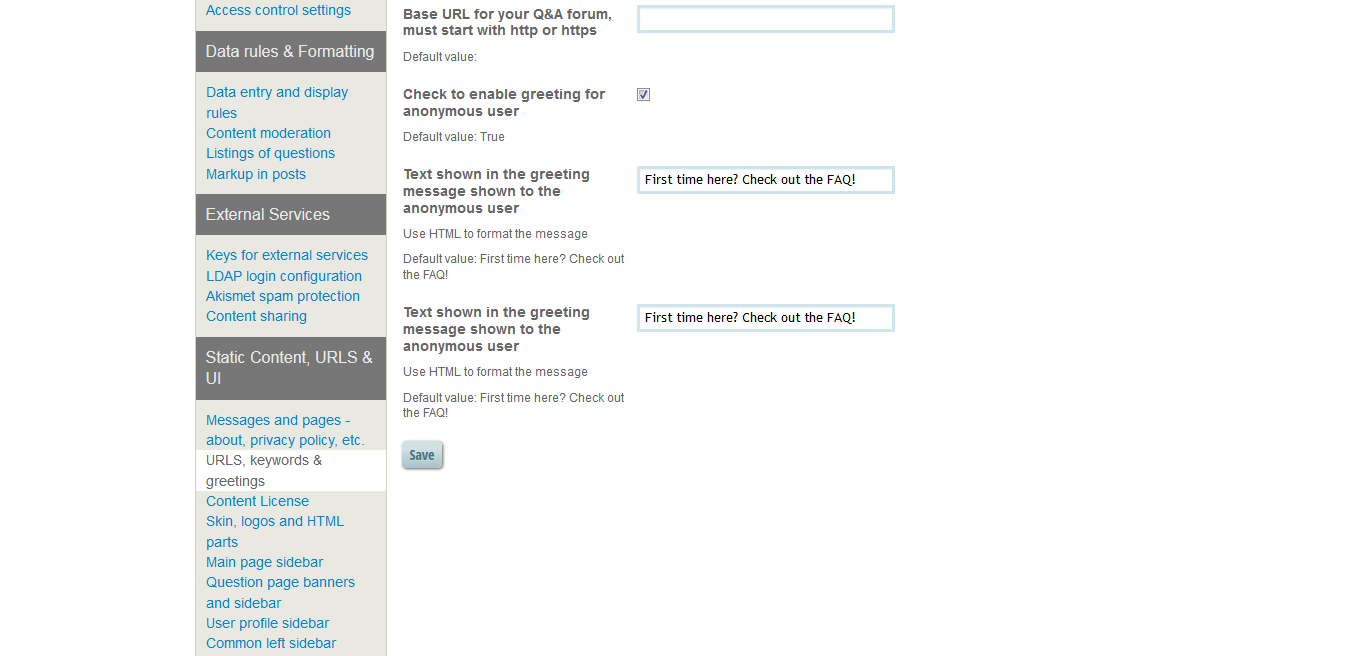 Access control settings
Data rules & Formatting
Data entry and display
rules
Content moderation
Listings of questions
Markup in posts
External Services
Keys for external services
LDAP login configuration
Akismet spam protection
Content sharing
Static Content, URLS &
UI
Messages and pages -
about, privacy policy, etc.
URLS, keywords &
greetings
Content License
Skin, logos and HTML
parts
Main page sidebar
Question page banners
and sidebar
User profile sidebar
Common left sidebar
Base URL for your Q&A forum,
must start with http or https
Default value:
Check to enable greeting for
anonymous user
Default value: True
Text shown in the greeting
message shown to the
anonymous user
First time here? Check out the FAQ!
Use HTML to format the message
Default value: First time here? Check out
the FAQ!
Text shown in the greeting
message shown to the
anonymous user
First time here? Check out the FAQ!
Use HTML to format the message
Default value: First time here? Check out
the FAQ!
Save